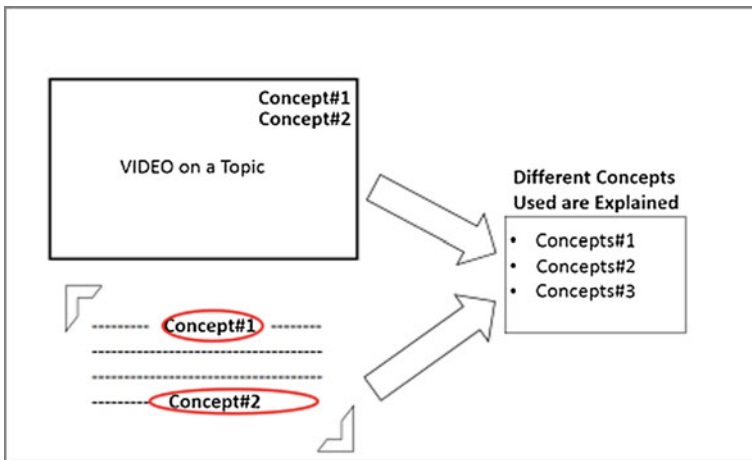 Concept#1
Concept#2
VIDEO on a Topic
Different Concepts
Used are Explained
• Concepts#1
• Concepts#2
• Concepts#3
Concept#1
Concept#2